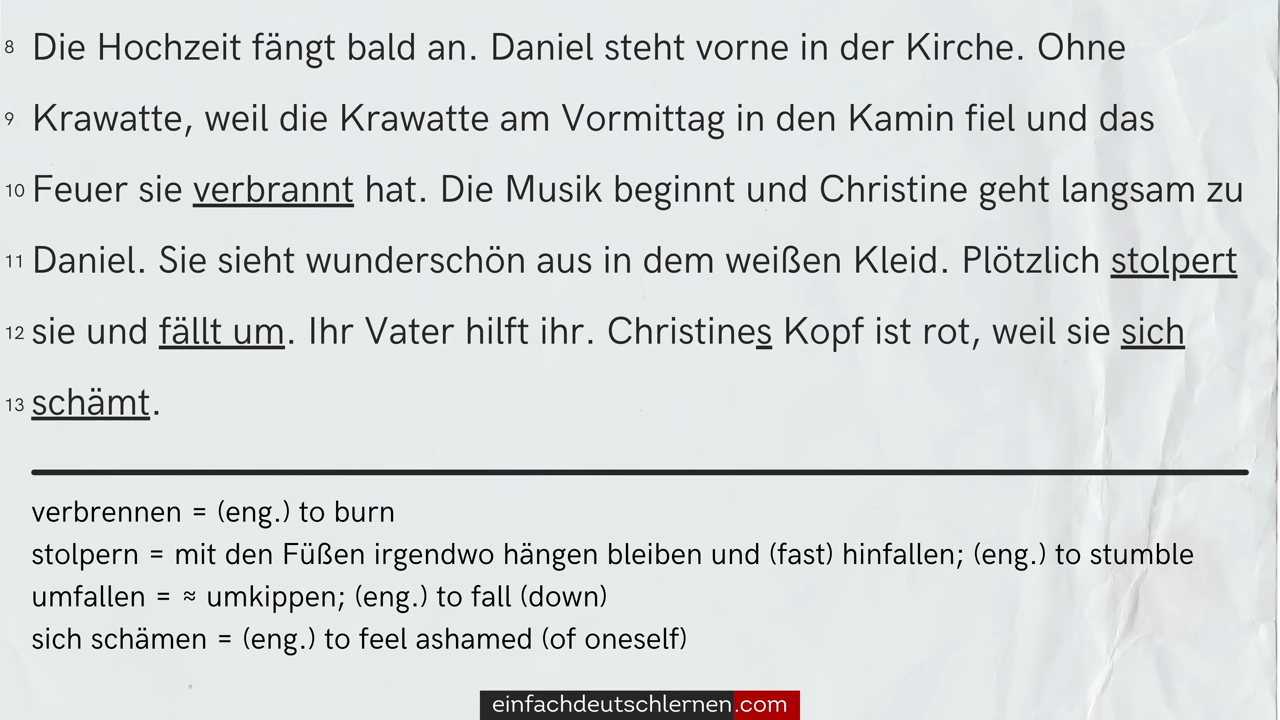 8 Die Hochzeit fängt bald an. Daniel steht vorne in der Kirche. Ohne
9 Krawatte, weil die Krawatte am Vormittag in den Kamin fiel und das
10 Feuer sie verbrannt hat. Die Musik beginnt und Christine geht langsam zu
11 Daniel. Sie sieht wunderschön aus in dem weißen Kleid. Plötzlich stolpert
12 sie und fällt um. Ihr Vater hilft ihr. Christines Kopf ist rot, weil sie sich
13 schämt.
verbrennen = (eng.) to burn
stolpern = mit den Füßen irgendwo hängen bleiben und (fast) hinfallen; (eng.) to stumble
umfallen = ≈ umkippen; (eng.) to fall (down)
sich schämen = (eng.) to feel ashamed (of oneself)
einfachdeutschlernen.com